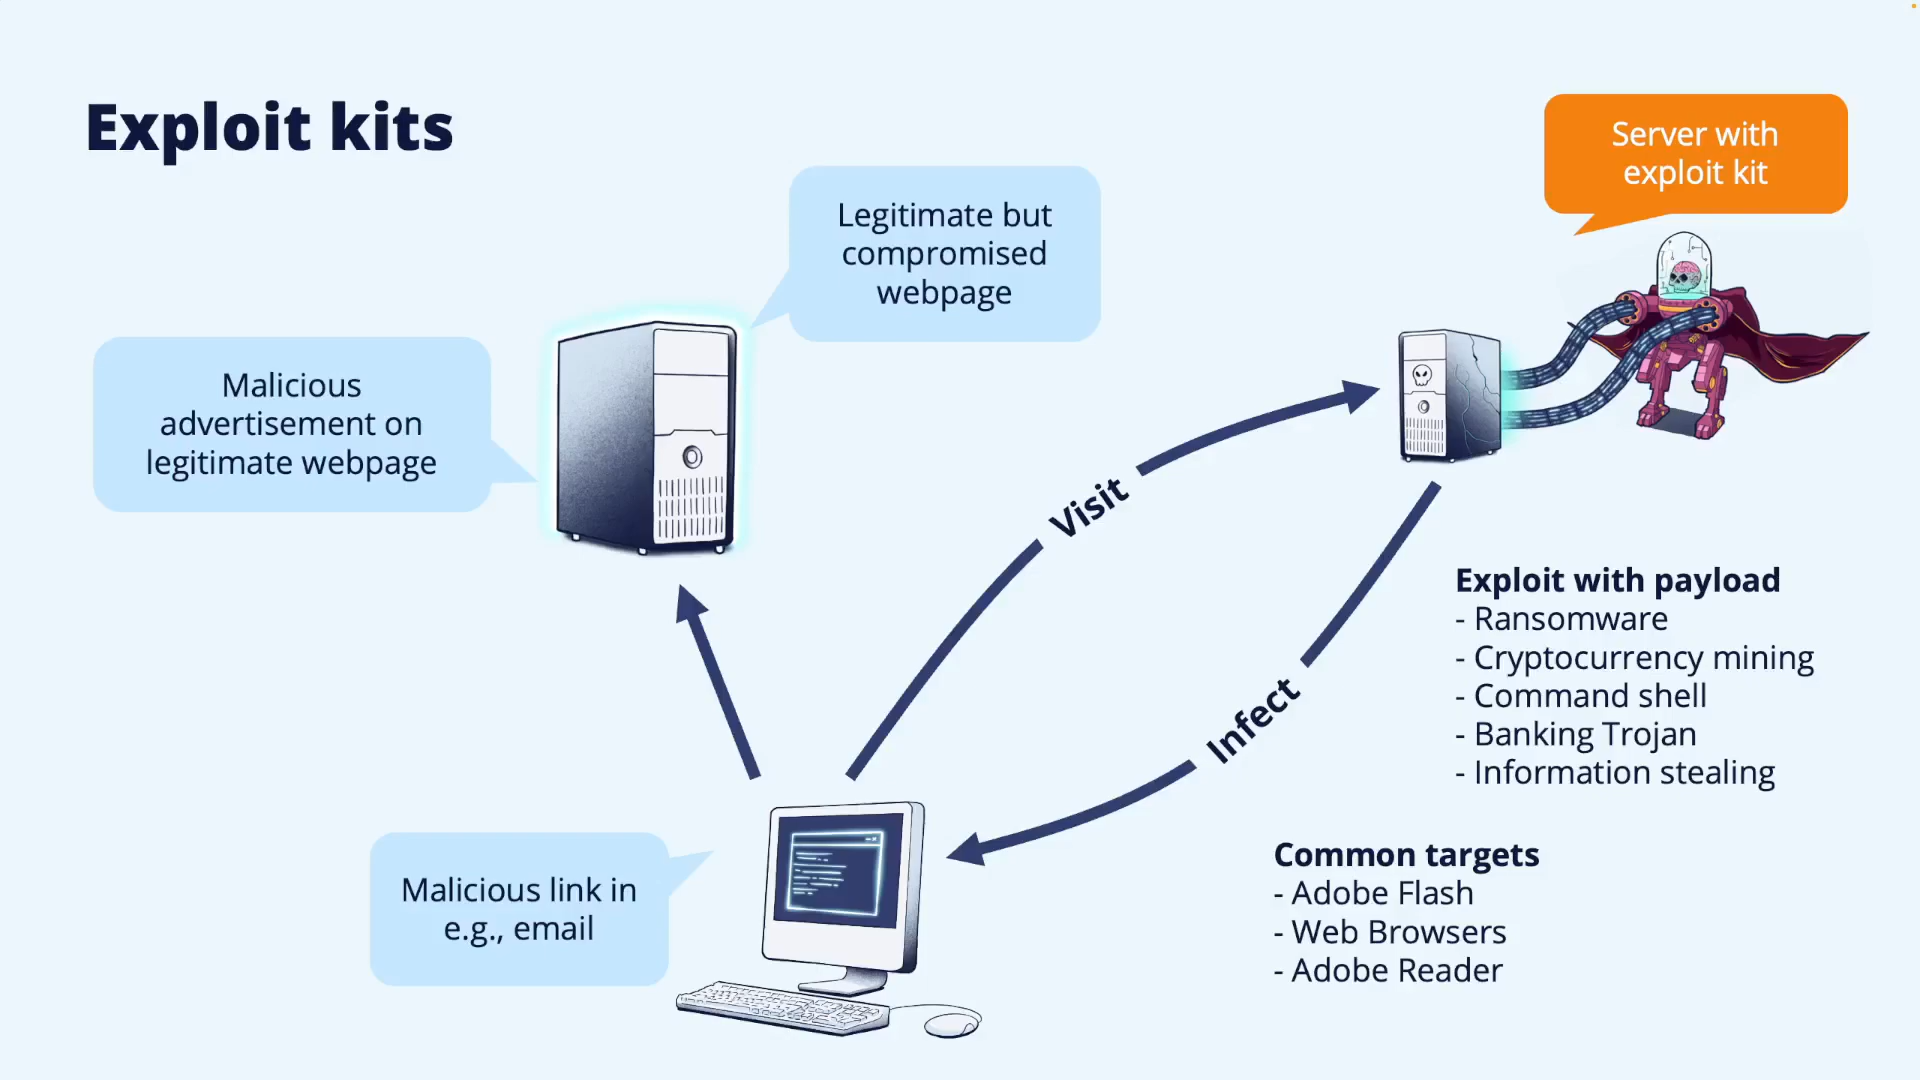 Exploit kits
Server with
exploit kit
Legitimate but
compromised
webpage
Malicious
advertisement on
legitimate webpage
Visit
Infect
Exploit with payload
- Ransomware
- Cryptocurrency mining
- Command shell
- Banking Trojan
- Information stealing
Malicious link in
e.g., email
Common targets
- Adobe Flash
- Web Browsers
- Adobe Reader